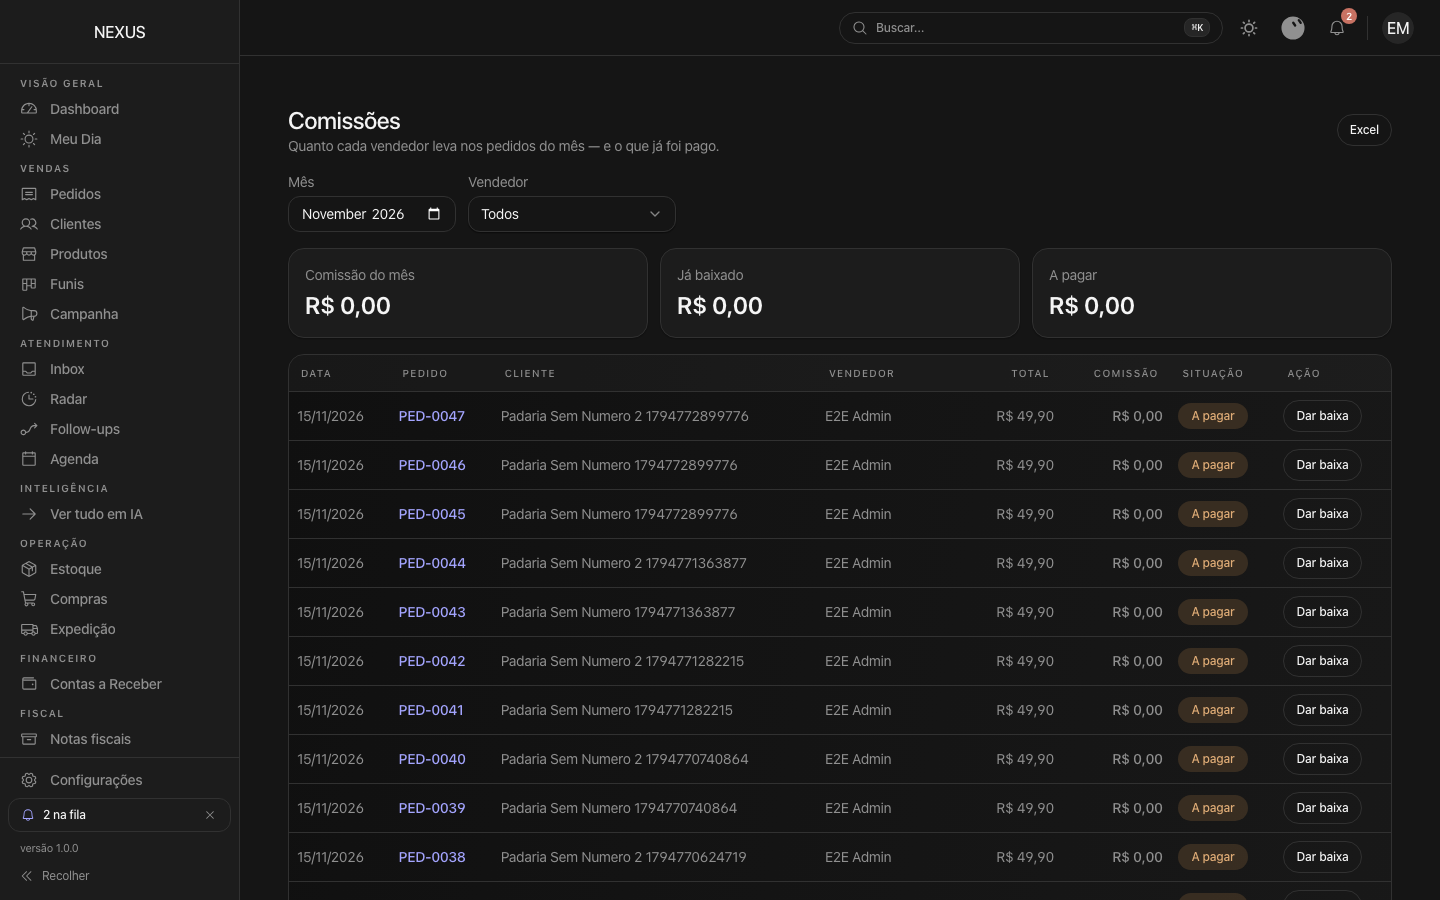 NEXUS
Buscar...
⌘K
2
EM
VISÃO GERAL
Dashboard
Meu Dia
VENDAS
Pedidos
Clientes
Produtos
Funis
Campanha
ATENDIMENTO
Inbox
Radar
Follow-ups
Agenda
INTELIGÊNCIA
Ver tudo em IA
OPERAÇÃO
Estoque
Compras
Expedição
FINANCEIRO
Contas a Receber
FISCAL
Notas fiscais
Configurações
2 na fila
versão 1.0.0
Recolher
Comissões
Quanto cada vendedor leva nos pedidos do mês — e o que já foi pago.
Excel
Mês Vendedor
November 2026 Todos
Comissão do mês
R$ 0,00
Já baixado
R$ 0,00
A pagar
R$ 0,00
DATA PEDIDO CLIENTE VENDEDOR TOTAL COMISSÃO SITUAÇÃO AÇÃO
15/11/2026 PED-0047 Padaria Sem Numero 2 1794772899776 E2E Admin R$ 49,90 R$ 0,00 A pagar Dar baixa
15/11/2026 PED-0046 Padaria Sem Numero 1794772899776 E2E Admin R$ 49,90 R$ 0,00 A pagar Dar baixa
15/11/2026 PED-0045 Padaria Sem Numero 1794772899776 E2E Admin R$ 49,90 R$ 0,00 A pagar Dar baixa
15/11/2026 PED-0044 Padaria Sem Numero 2 1794771363877 E2E Admin R$ 49,90 R$ 0,00 A pagar Dar baixa
15/11/2026 PED-0043 Padaria Sem Numero 1794771363877 E2E Admin R$ 49,90 R$ 0,00 A pagar Dar baixa
15/11/2026 PED-0042 Padaria Sem Numero 2 1794771282215 E2E Admin R$ 49,90 R$ 0,00 A pagar Dar baixa
15/11/2026 PED-0041 Padaria Sem Numero 1794771282215 E2E Admin R$ 49,90 R$ 0,00 A pagar Dar baixa
15/11/2026 PED-0040 Padaria Sem Numero 2 1794770740864 E2E Admin R$ 49,90 R$ 0,00 A pagar Dar baixa
15/11/2026 PED-0039 Padaria Sem Numero 1794770740864 E2E Admin R$ 49,90 R$ 0,00 A pagar Dar baixa
15/11/2026 PED-0038 Padaria Sem Numero 2 1794770624719 E2E Admin R$ 49,90 R$ 0,00 A pagar Dar baixa